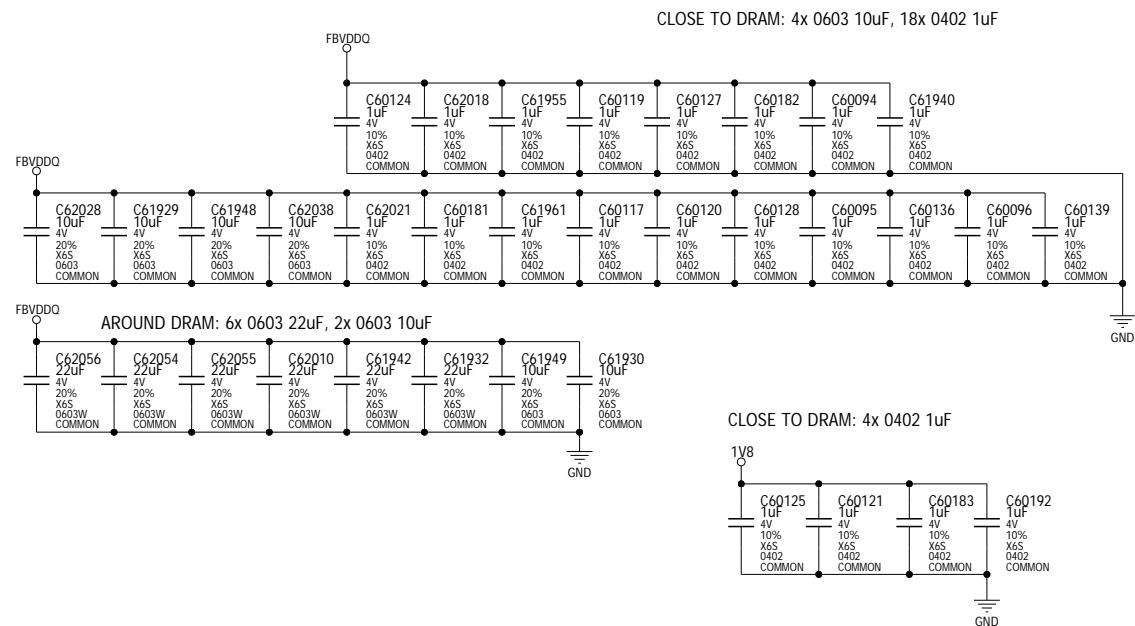 CLOSE TO DRAM: 4x 0603 10uF, 18x 0402 1uF
FBVDDQ
C60124 C62018 C61955 C60119 C60127 C60182 C60094 C61940
1uF 1uF 1uF 1uF 1uF 1uF 1uF 1uF
4V 4V 4V 4V 4V 4V 4V 4V
10% 10% 10% 10% 10% 10% 10% 10%
X6S X6S X6S X6S X6S X6S X6S X6S
0402 0402 0402 0402 0402 0402 0402 0402
COMMON COMMON COMMON COMMON COMMON COMMON COMMON COMMON
FBVDDQ
C62028 C61929 C61948 C62038 C62021 C60181 C61961 C60117 C60120 C60128 C60095 C60136 C60096 C60139
10uF 10uF 10uF 10uF 1uF 1uF 1uF 1uF 1uF 1uF 1uF 1uF 1uF 1uF
4V 4V 4V 4V 4V 4V 4V 4V 4V 4V 4V 4V 4V 4V
20% 20% 20% 20% 10% 10% 10% 10% 10% 10% 10% 10% 10% 10%
X6S X6S X6S X6S X6S X6S X6S X6S X6S X6S X6S X6S X6S X6S
0603 0603 0603 0603 0402 0402 0402 0402 0402 0402 0402 0402 0402 0402
COMMON COMMON COMMON COMMON COMMON COMMON COMMON COMMON COMMON COMMON COMMON COMMON COMMON COMMON
GND
FBVDDQ
AROUND DRAM: 6x 0603 22uF, 2x 0603 10uF
C62056 C62054 C62055 C62010 C61942 C61932 C61949 C61930
22uF 22uF 22uF 22uF 22uF 22uF 10uF 10uF
4V 4V 4V 4V 4V 4V 4V 4V
20% 20% 20% 20% 20% 20% 20% 20%
X6S X6S X6S X6S X6S X6S X6S X6S
0603W 0603W 0603W 0603W 0603W 0603W 0603 0603
COMMON COMMON COMMON COMMON COMMON COMMON COMMON COMMON
GND
CLOSE TO DRAM: 4x 0402 1uF
1V8
C60125 C60121 C60183 C60192
1uF 1uF 1uF 1uF
4V 4V 4V 4V
10% 10% 10% 10%
X6S X6S X6S X6S
0402 0402 0402 0402
COMMON COMMON COMMON COMMON
GND